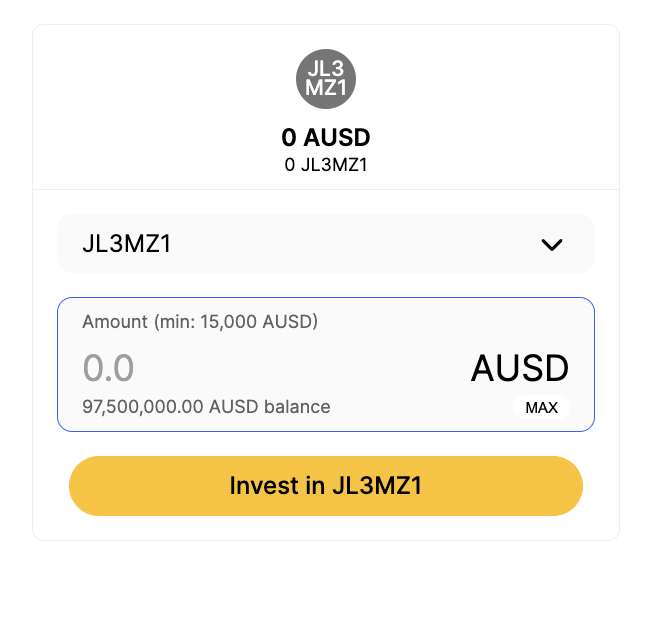 JL3
MZ1
0 AUSD
0 JL3MZ1
JL3MZ1
Amount (min: 15,000 AUSD)
0.0 AUSD
97,500,000.00 AUSD balance MAX
Invest in JL3MZ1